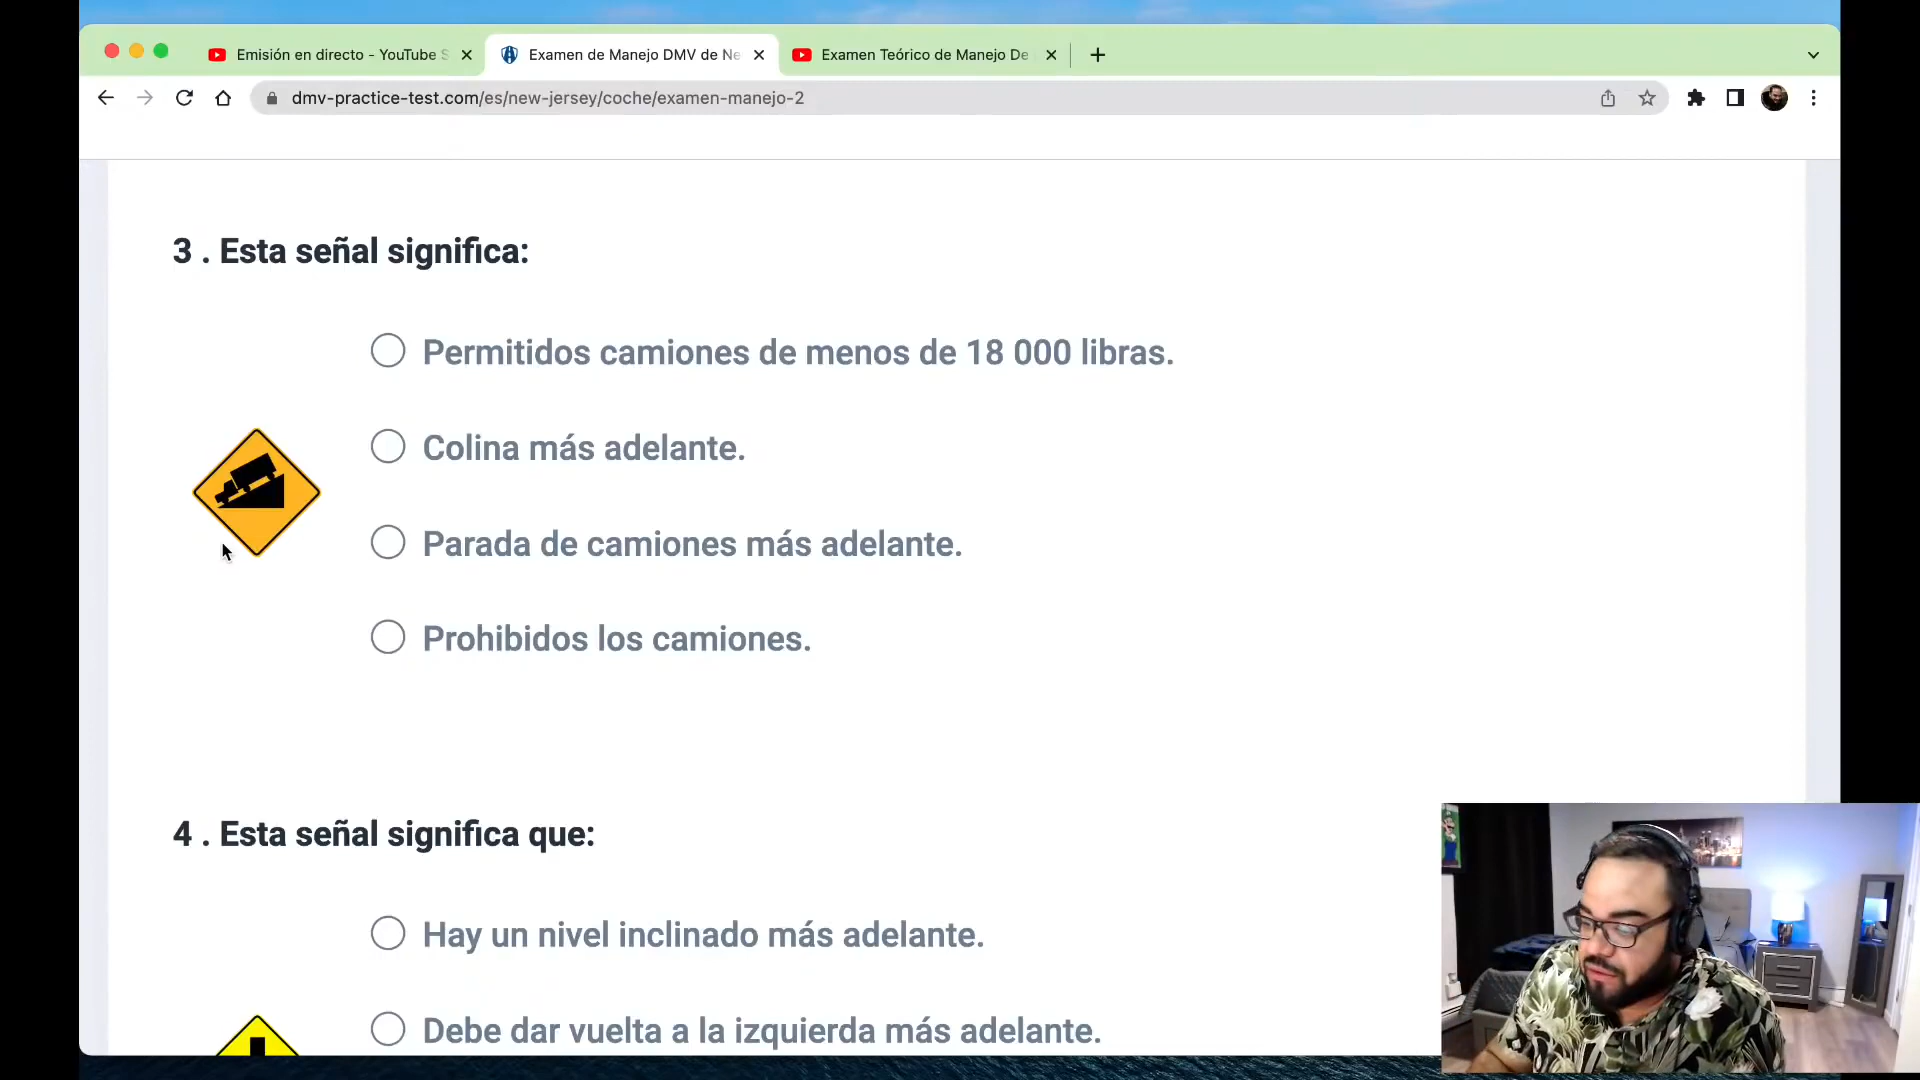 Emisión en directo - YouTube S
Examen de Manejo DMV de Ne
Examen Teórico de Manejo De
dmv-practice-test.com/es/new-jersey/coche/examen-manejo-2
3 . Esta señal significa:
Permitidos camiones de menos de 18 000 libras.
Colina más adelante.
Parada de camiones más adelante.
Prohibidos los camiones.
4 . Esta señal significa que:
Hay un nivel inclinado más adelante.
Debe dar vuelta a la izquierda más adelante.